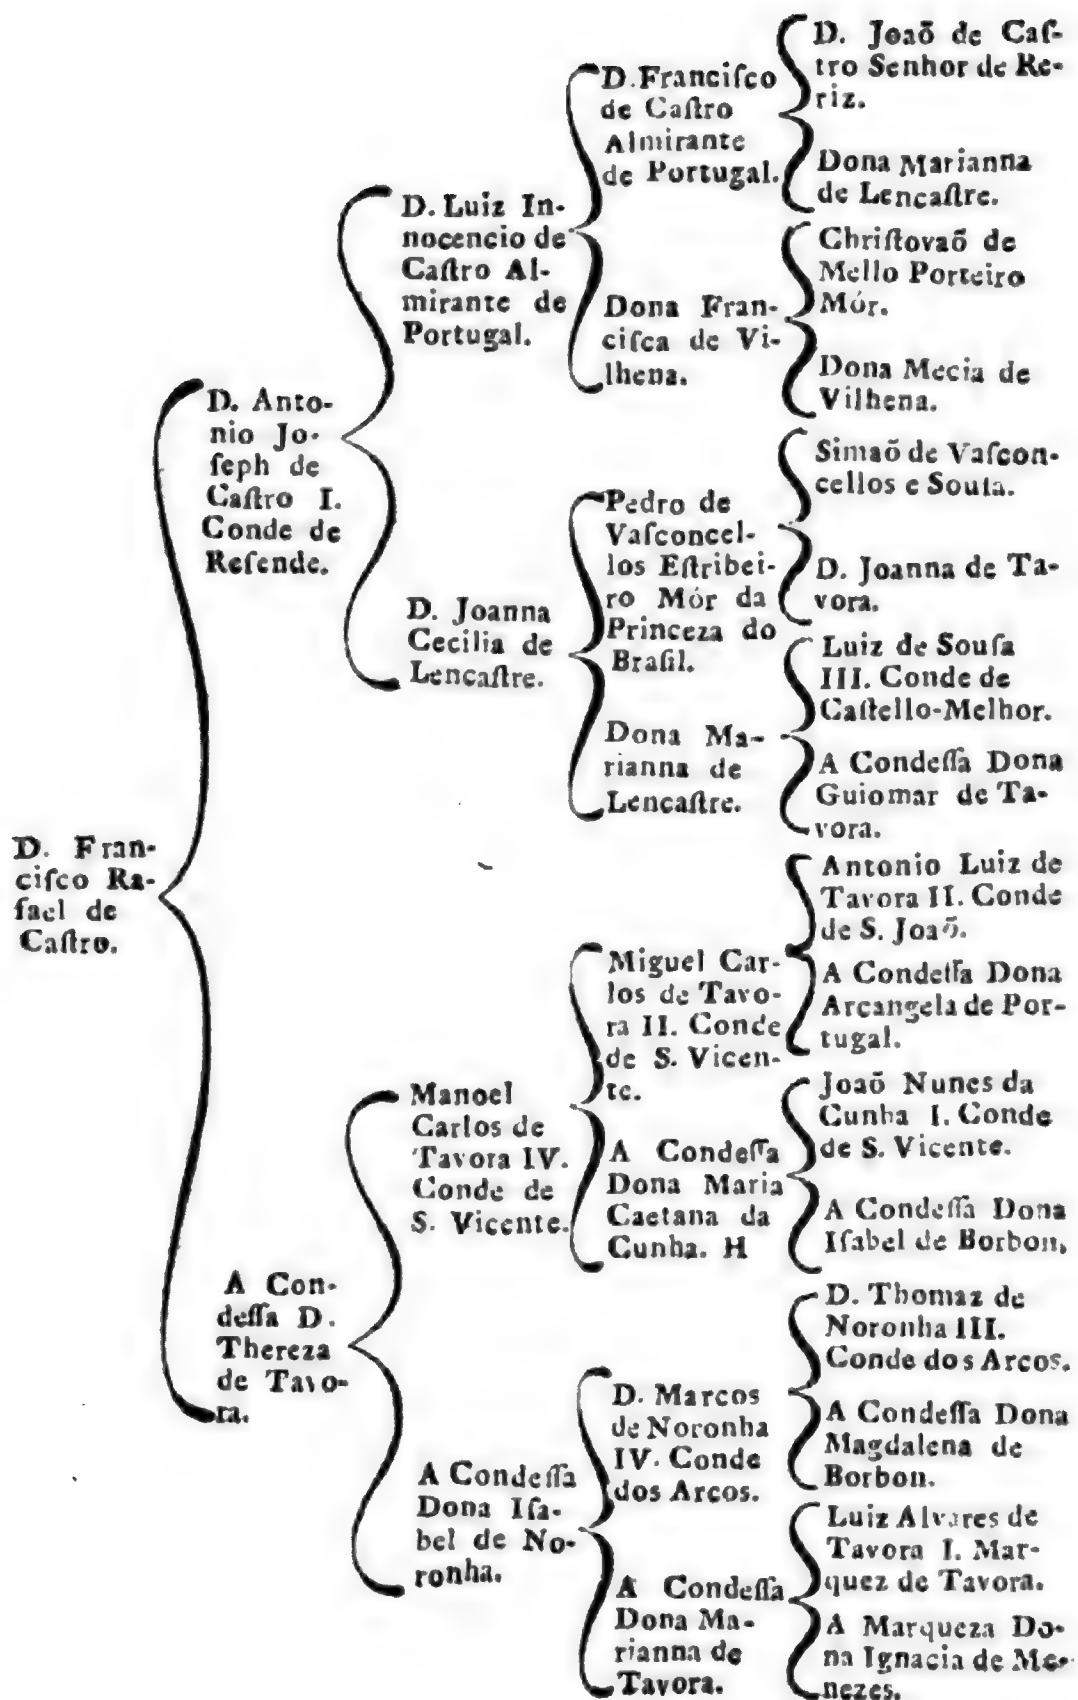 D. Fran-
cifco Ra-
fael de
Caftro.
D. Anto-
nio Jo-
feph de
Caftro I.
Conde de
Refende.
A Con-
deffa D.
Thereza
de Tavo-
ra.
D. Luiz In-
nocencio de
Caftro Al-
mirante de
Portugal.
D. Joanna
Cecilia de
Lencaftre.
Manoel
Carlos de
Tavora IV.
Conde de
S. Vicente.
A Condeffa
Dona Ifa-
bel de No-
ronha.
D. Francifco
de Caftro
Almirante
de Portugal.
Dona Fran-
cifca de Vi-
lhena.
Pedro de
Vafconcel-
los Eftribei-
ro Mór da
Princeza do
Brafil.
Dona Ma-
rianna de
Lencaftre.
Miguel Car-
los de Tavo-
ra II. Conde
de S. Vicen-
te.
A Condeffa
Dona Maria
Caetana da
Cunha. H
D. Marcos
de Noronha
IV. Conde
dos Arcos.
A Condeffa
Dona Ma-
rianna de
Tavora.
D. Joaõ de Caf-
tro Senhor de Re-
riz.
Dona Marianna
de Lencaftre.
Chriftovaõ de
Mello Porteiro
Mór.
Dona Mecia de
Vilhena.
Simaõ de Vafcon-
cellos e Soufa.
D. Joanna de Ta-
vora.
Luiz de Soufa
III. Conde de
Caftello-Melhor.
A Condeffa Dona
Guiomar de Ta-
vora.
Antonio Luiz de
Tavora II. Conde
de S. Joaõ.
A Condeffa Dona
Arcangela de Por-
tugal.
Joaõ Nunes da
Cunha I. Conde
de S. Vicente.
A Condeffa Dona
Ifabel de Borbon.
D. Thomaz de
Noronha III.
Conde dos Arcos.
A Condeffa Dona
Magdalena de
Borbon.
Luiz Alvares de
Tavora I. Mar-
quez de Tavora.
A Marqueza Do-
na Ignacia de Me-
nezes.